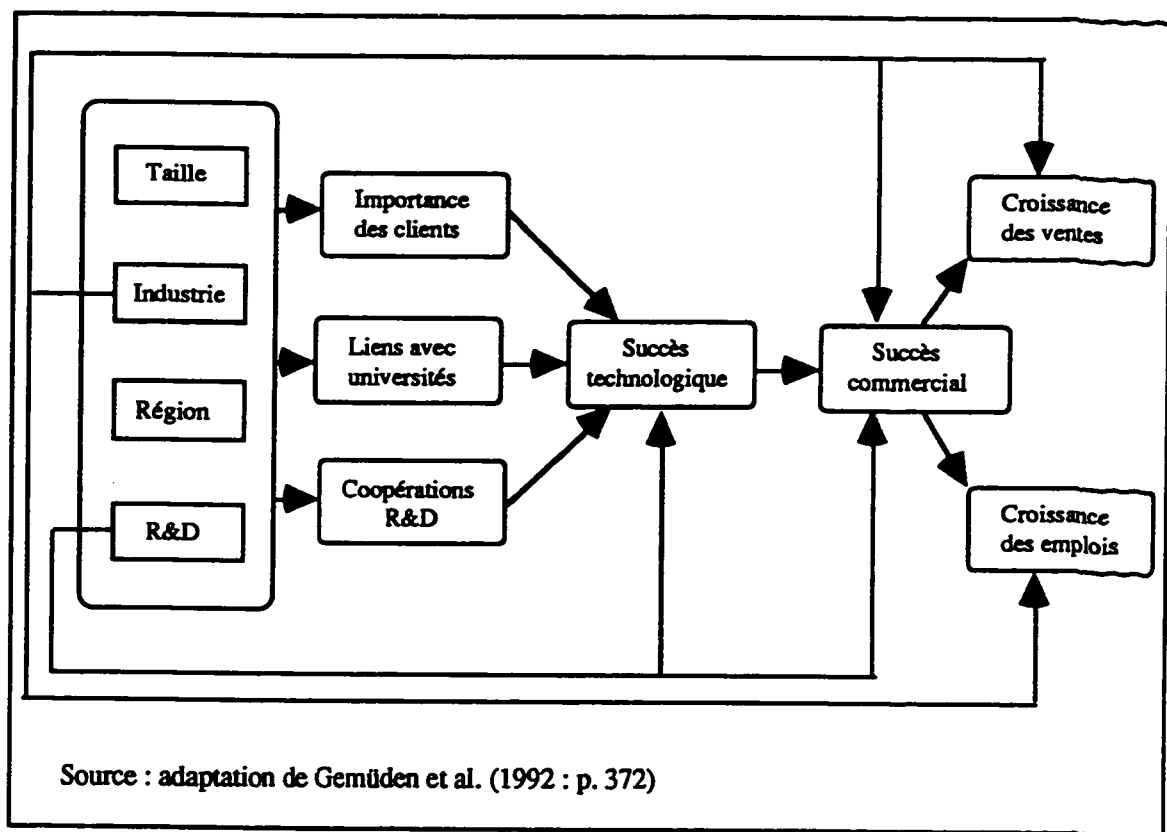 Taille
Industrie
Région
R&D
Importance
des clients
Liens avec
universités
Coopérations
R&D
Succès
technologique
Succès
commercial
Croissance
des ventes
Croissance
des emplois
Source : adaptation de Gemüden et al. (1992 : p. 372)